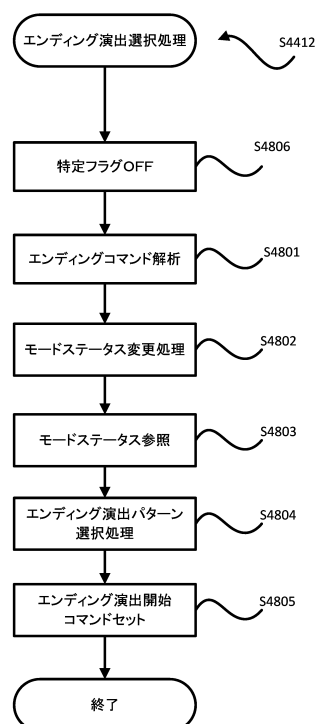 エンディング演出選択処理
S4412
特定フラグOFF
S4806
エンディングコマンド解析
S4801
モードステータス変更処理
S4802
モードステータス参照
S4803
エンディング演出パターン
選択処理
S4804
エンディング演出開始
コマンドセット
S4805
終了